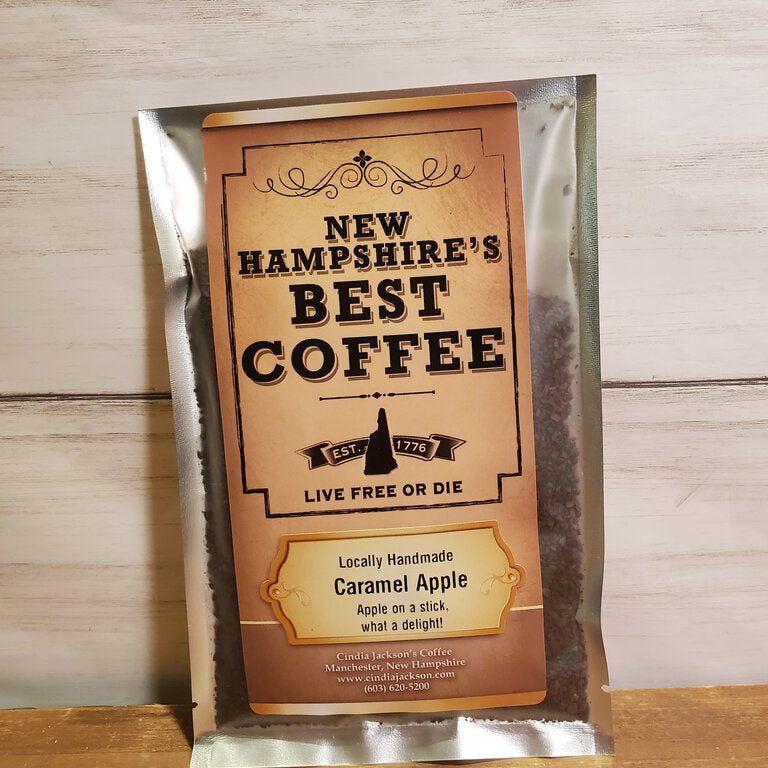 NEW
HAMPSHIRE'S
BEST
COFFEE
EST. 1776
LIVE FREE OR DIE
Locally Handmade
Caramel Apple
Apple on a stick,
what a delight!
Cindia Jackson's Coffee
Manchester, New Hampshire
www.cindiajackson.com
(603) 620-5200